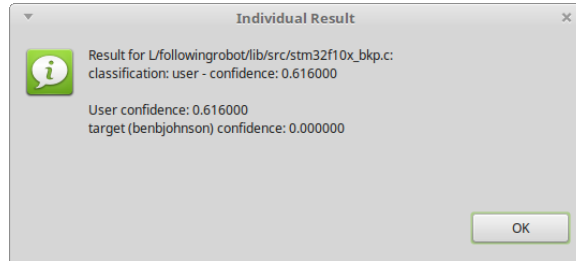 Individual Result
Result for L/followingrobot/lib/src/stm32f10x_bkp.c:
classification: user - confidence: 0.616000
User confidence: 0.616000
target (benbjohnson) confidence: 0.000000
OK